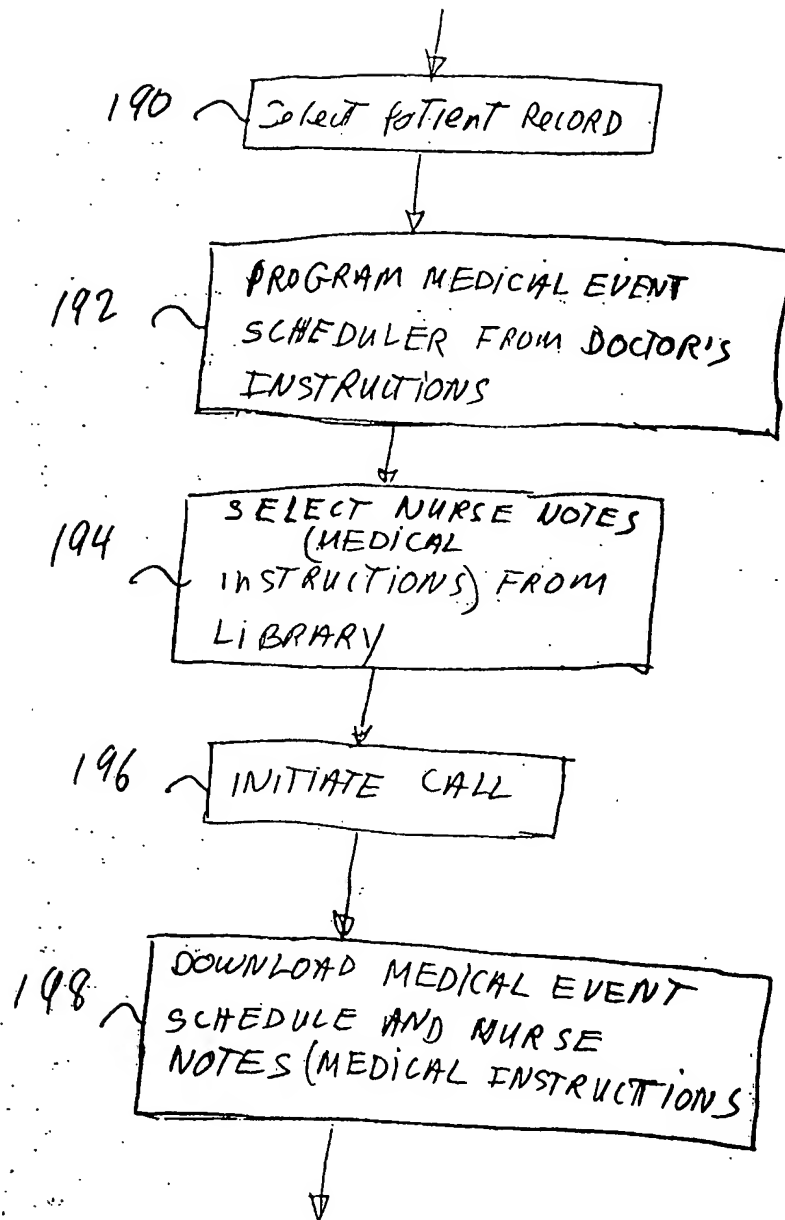 190
Select Patient RECORD
192
PROGRAM MEDICAL EVENT
SCHEDULER FROM DOCTOR'S
INSTRUCTIONS
194
SELECT NURSE NOTES
(MEDICAL
INSTRUCTIONS) FROM
LIBRARY
196
INITIATE CALL
198
DOWNLOAD MEDICAL EVENT
SCHEDULE AND NURSE
NOTES (MEDICAL INSTRUCTIONS